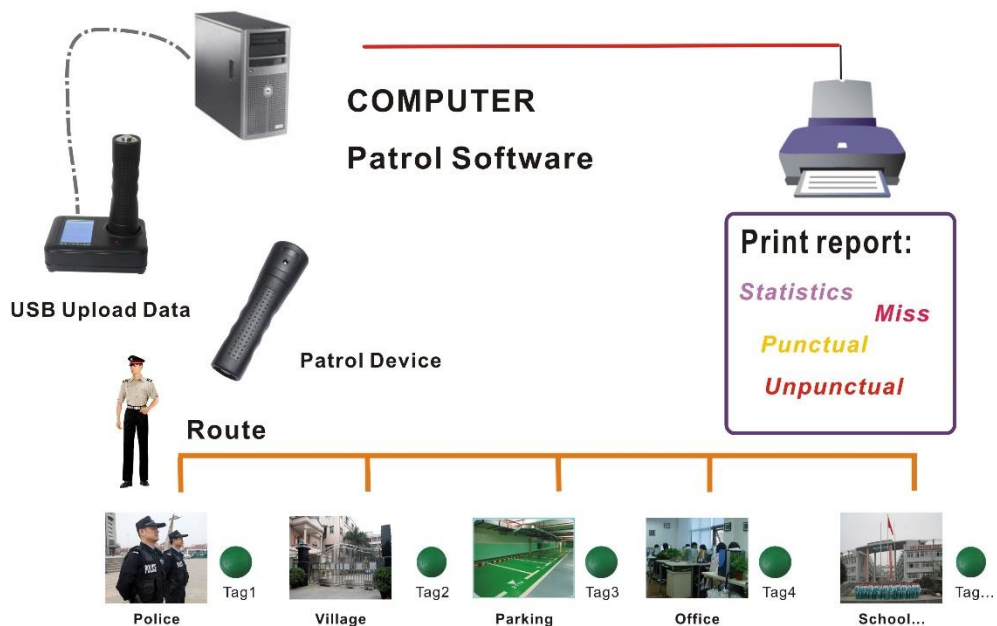 COMPUTER
Patrol Software
USB Upload Data
Patrol Device
Print report:
Statistics
Miss
Punctual
Unpunctual
Route
POLICE
Tag1
Tag2
Tag3
Tag4
Tag...
Police
Village
Parking
Office
School...